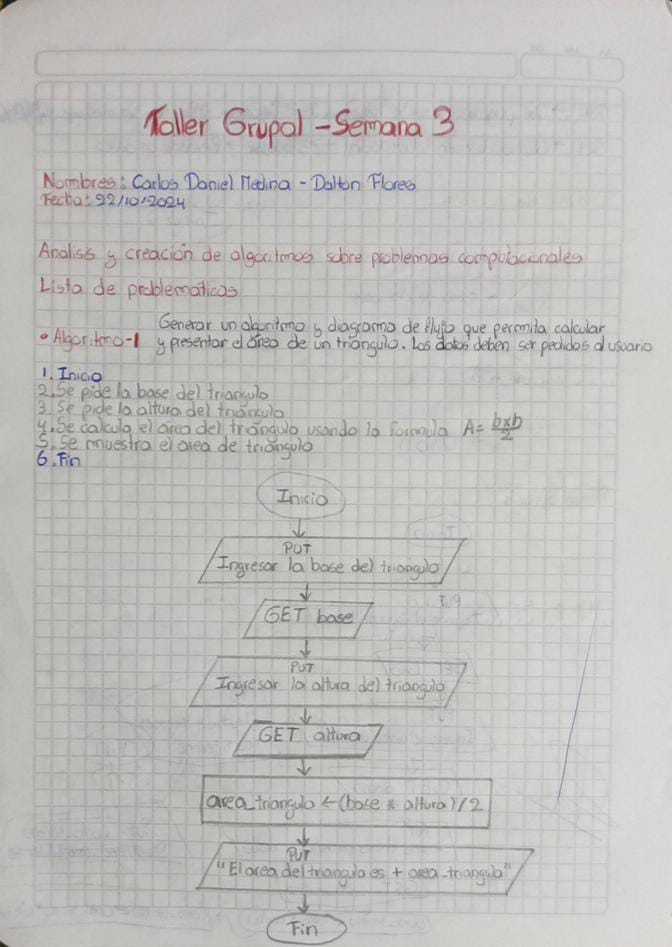 Taller Grupal - Semana 3
Nombres: Carlos Daniel Medina - Dalton Flores
Fecha: 22/10/2024
Análisis y creación de algoritmos sobre problemas computacionales
Lista de problemáticas
Generar un algoritmo y diagrama de flujo que permita calcular
• Algoritmo-1 y presentar el área de un triángulo. Los datos deben ser pedidos al usuario
1. Inicio
2. Se pide la base del triangulo
3. Se pide la altura del triángulo
4. Se calcula el área del triángulo usando la formula A= bxh/2
5. Se muestra el area de triángulo
6. Fin
Inicio
PUT
Ingresar la base del triangulo
GET base
PUT
Ingresar la altura del triangulo
GET altura
area_triangulo ← (base * altura)/2
PUT
"El area del triangulo es + area_triangulo"
Fin